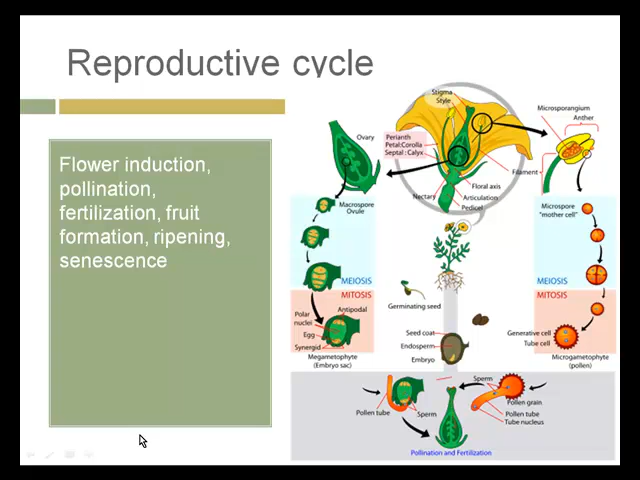 Reproductive cycle
Flower induction,
pollination,
fertilization, fruit
formation, ripening,
senescence
Stigma
Style
Microsporangium
Anther
Ovary
Perianth
Petal:Corolla
Septal :Calyx
Filament
Floral axis
Nectary
Articulation
Pedicel
Macrospore
Ovule
Microspore
"mother cell"
MEIOSIS
MEIOSIS
MITOSIS
MITOSIS
Germinating seed
Polar
nuclei
Antipodal
Egg
Synergid
Megametophyte
(Embryo sac)
Seed coat
Endosperm
Embryo
Generative cell
Tube cell
Microgametophyte
(pollen)
Sperm
Pollen grain
Pollen tube
Tube nucleus
Pollen tube
Sperm
Pollination and Fertilization